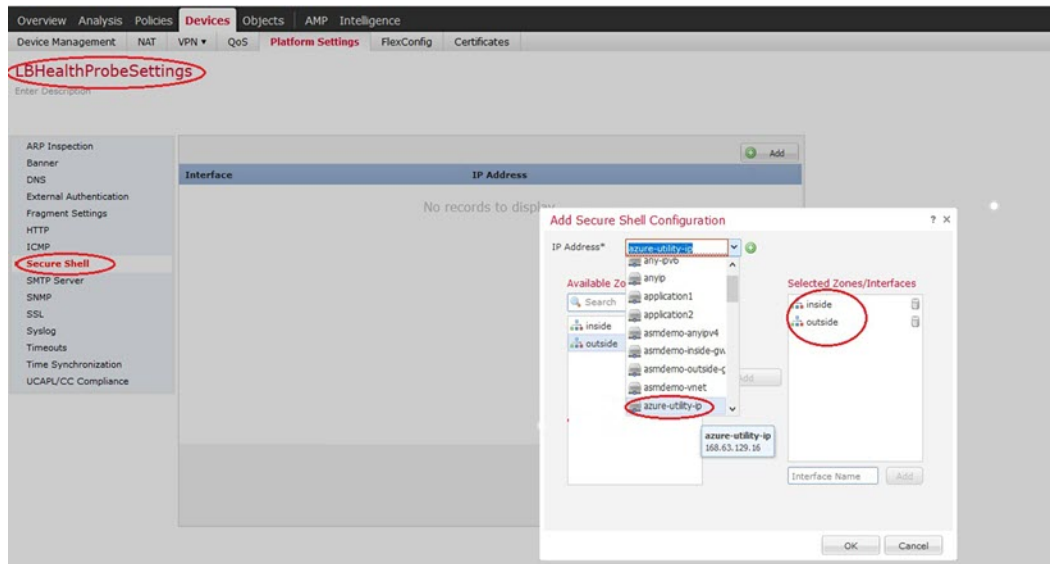 Overview Analysis Policies Devices Objects AMP Intelligence
Device Management NAT VPN QoS Platform Settings FlexConfig Certificates
LBHealthProbeSettings
Enter Description
ARP Inspection
Banner
DNS
External Authentication
Fragment Settings
HTTP
ICMP
Secure Shell
SMTP Server
SNMP
SSL
Syslog
Timeouts
Time Synchronization
UCAPL/CC Compliance
Add
Interface IP Address
No records to display
Add Secure Shell Configuration ? ×
IP Address* azure-utility-ip
any-ipv6
anyip
application1
application2
asmdemo-anyipv4
asmdemo-inside-gw
asmdemo-outside-g
asmdemo-vnet
azure-utility-ip
Available Zo
Search
inside
outside
Add
azure-utility-ip
168.63.129.16
Selected Zones/Interfaces
inside
outside
Interface Name Add
OK Cancel